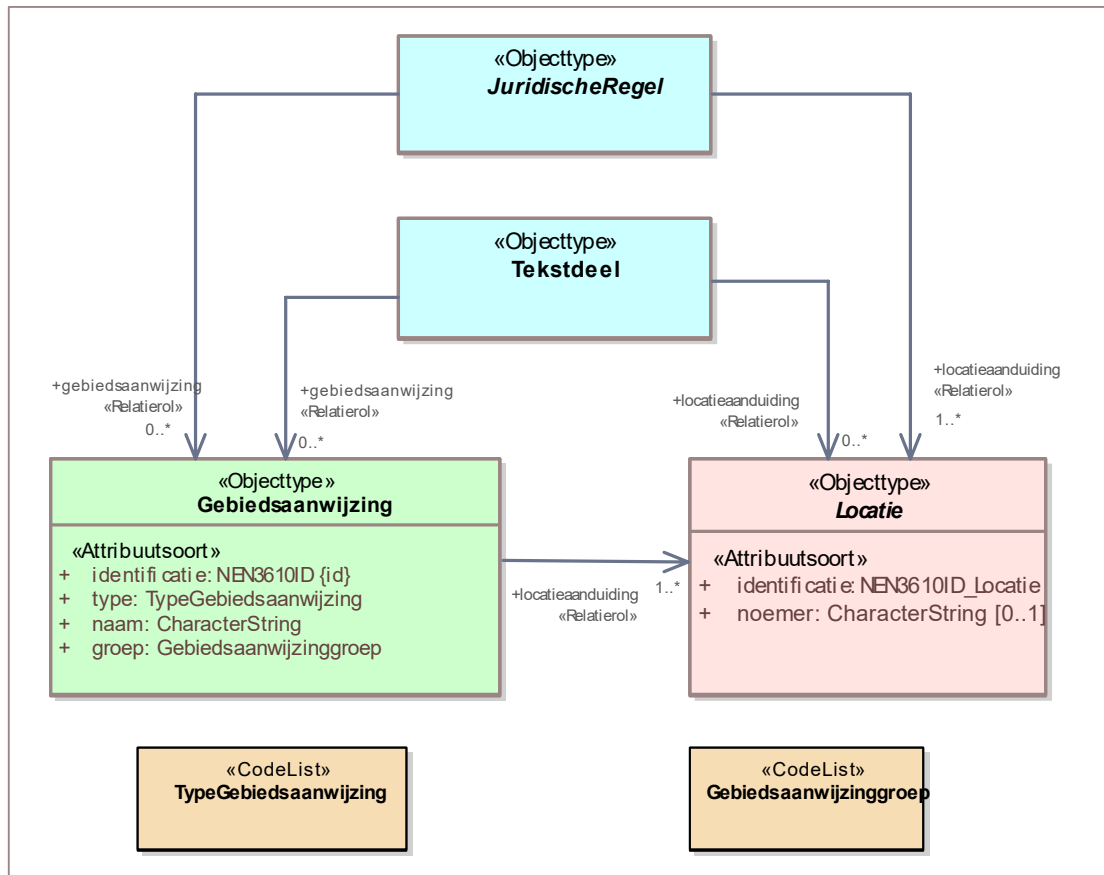 «Objecttype»
JuridischeRegel
«Objecttype»
Tekstdeel
+gebiedsaanwijzing
«Relatierol»
0..*
+gebiedsaanwijzing
«Relatierol»
0..*
+locatieaanduiding
«Relatierol»
0..*
+locatieaanduiding
«Relatierol»
1..*
«Objecttype»
Gebiedsaanwijzing
«Attribuutsoort»
+ identificatie: NEN3610ID {id}
+ type: TypeGebiedsaanwijzing
+ naam: CharacterString
+ groep: Gebiedsaanwijzinggroep
+locatieaanduiding
«Relatierol»
1..*
«Objecttype»
Locatie
«Attribuutsoort»
+ identificatie: NEN3610ID_Locatie
+ noemer: CharacterString [0..1]
«CodeList»
TypeGebiedsaanwijzing
«CodeList»
Gebiedsaanwijzinggroep